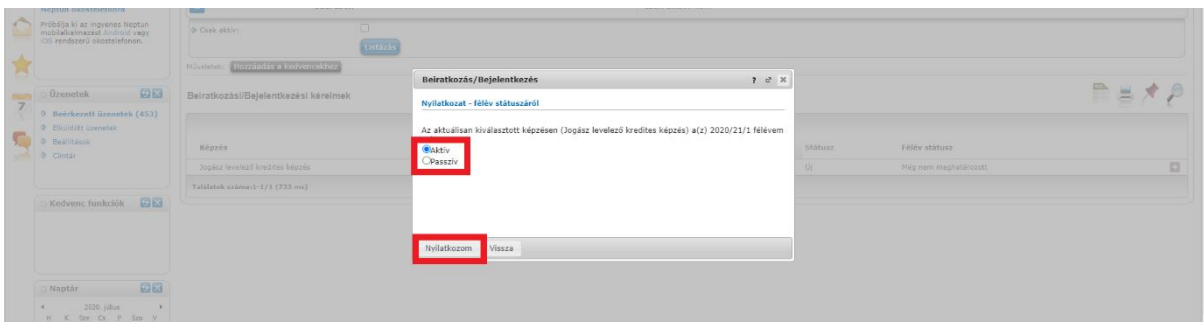 Neptun okostelefonra
Próbálja ki az ingyenes Neptun
mobilalkalmazást Android vagy
iOS rendszerű okostelefonon.
Üzenetek
Beérkezett üzenetek (453)
Elküldött üzenetek
Beállítások
Címtár
Kedvenc funkciók
Naptár
2020. július
H K Sze Cs P Szo V
7
Csak aktív:
Listázás
Műveletek: Hozzáadás a kedvencekhez
Beiratkozási/Bejelentkezési kérelmek
Képzés Státusz Félév státusz
Jogász levelező kredites képzés Új Még nem meghatározott
Találatok száma:1-1/1 (733 ms)
Beiratkozás/Bejelentkezés ?
Nyilatkozat - félév státuszáról
Az aktuálisan kiválasztott képzésen (Jogász levelező kredites képzés) a(z) 2020/21/1 félévem
Aktív
Passzív
Nyilatkozom Vissza